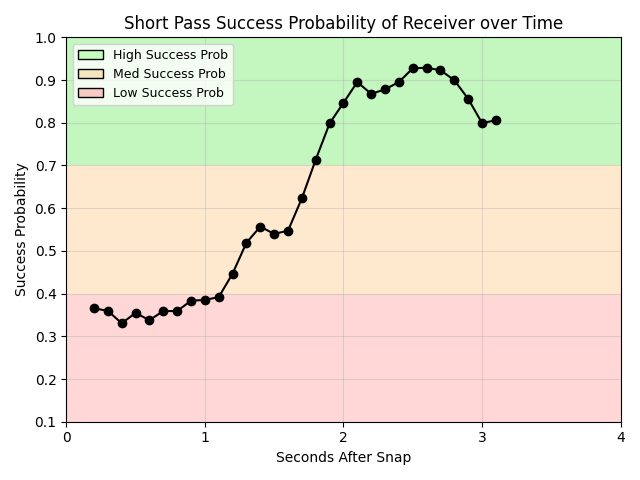 Short Pass Success Probability of Receiver over Time
High Success Prob
Med Success Prob
Low Success Prob
Success Probability
1.0
0.9
0.8
0.7
0.6
0.5
0.4
0.3
0.2
0.1
0 1 2 3 4
Seconds After Snap